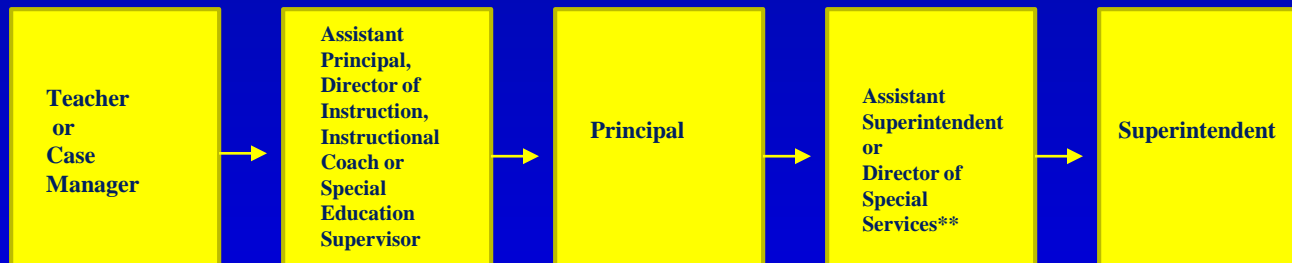 Teacher
or
Case
Manager
Assistant
Principal,
Director of
Instruction,
Instructional
Coach or
Special
Education
Supervisor
Principal
Assistant
Superintendent
or
Director of
Special
Services**
Superintendent